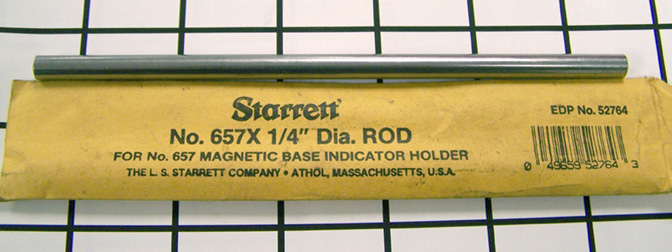 Starrett
EDP No. 52764
No. 657X 1/4" Dia. ROD
FOR No. 657 MAGNETIC BASE INDICATOR HOLDER
THE L. S. STARRETT COMPANY • ATHOL, MASSACHUSETTS, U.S.A.
0 49659 52764 3